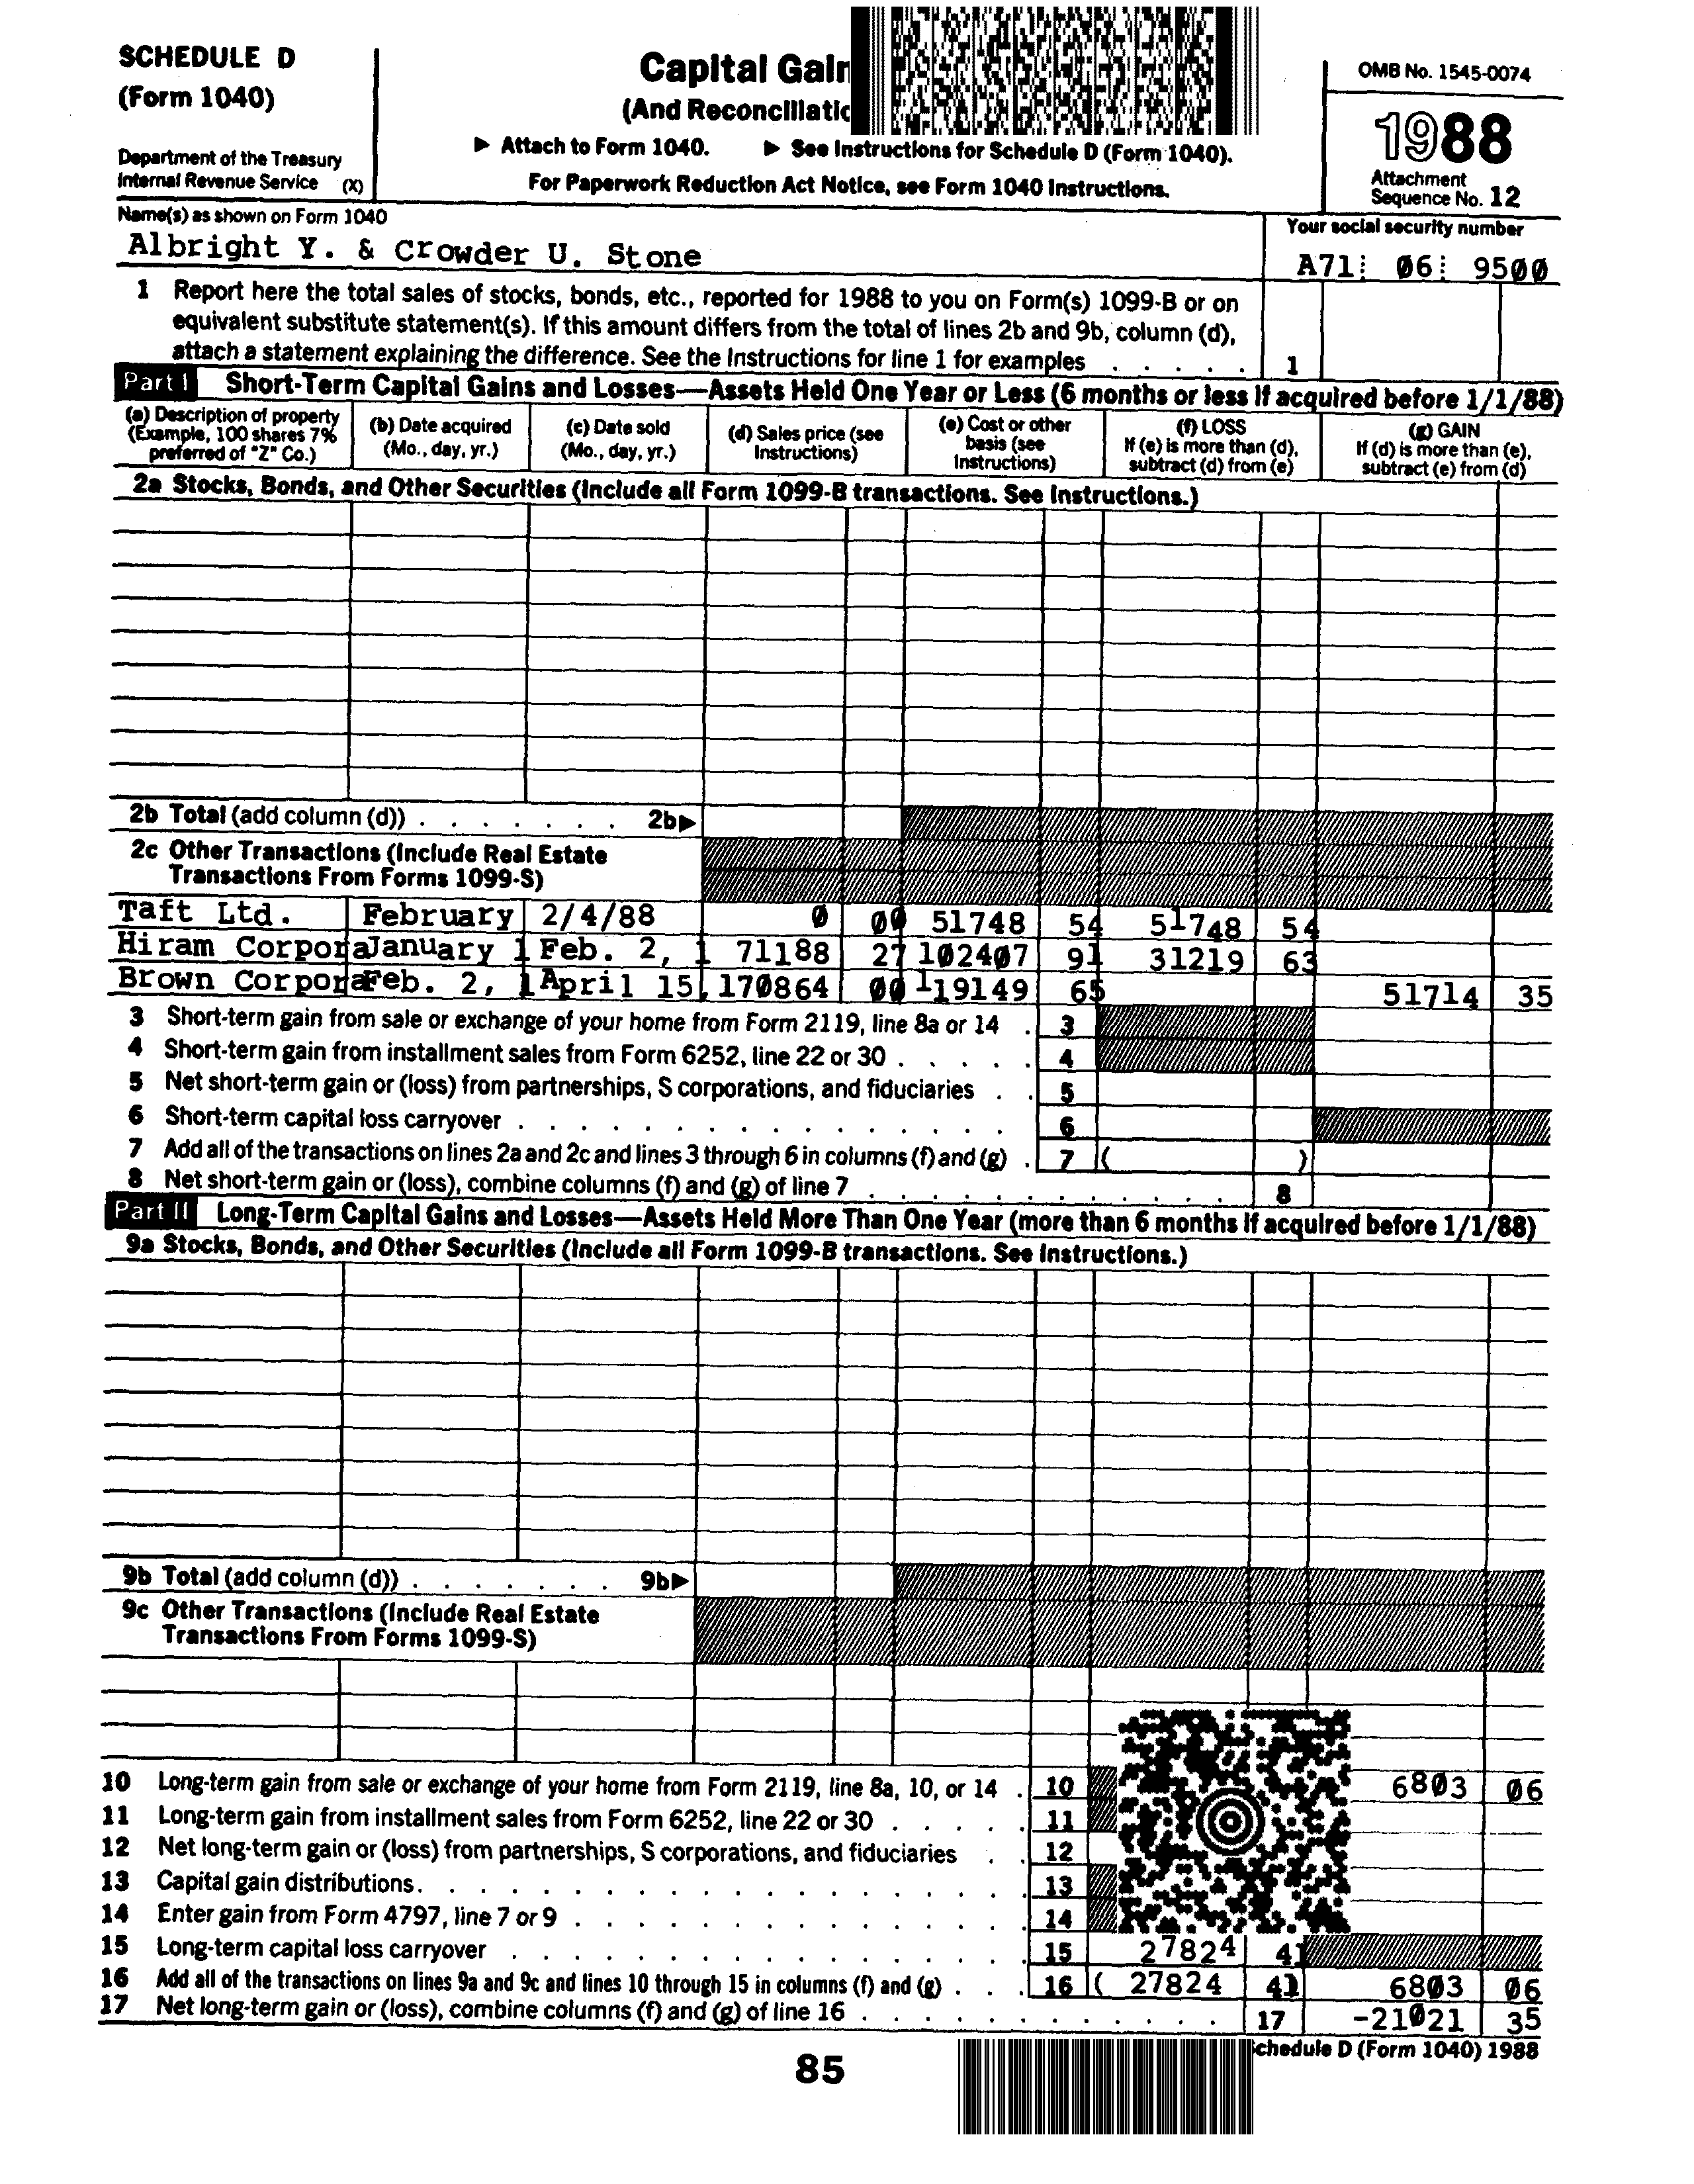 SCHEDULE D
(Form 1040)
Department of the Treasury
Internal Revenue Service (X)
Capital Gai
(And Reconciliatio
▶ Attach to Form 1040. ▶ See Instructions for Schedule D (Form 1040).
For Paperwork Reduction Act Notice, see Form 1040 Instructions.
OMB No. 1545-0074
1988
Attachment
Sequence No. 12
Name(s) as shown on Form 1040
Albright Y. & Crowder U. Stone
Your social security number
A71 06 9500
1 Report here the total sales of stocks, bonds, etc., reported for 1988 to you on Form(s) 1099-B or on
equivalent substitute statement(s). If this amount differs from the total of lines 2b and 9b, column (d),
attach a statement explaining the difference. See the Instructions for line 1 for examples . . . . . 1
Part I Short-Term Capital Gains and Losses—Assets Held One Year or Less (6 months or less if acquired before 1/1/88)
(a) Description of property
(Example, 100 shares 7%
preferred of "Z" Co.)
(b) Date acquired
(Mo., day, yr.)
(c) Date sold
(Mo., day, yr.)
(d) Sales price (see
Instructions)
(e) Cost or other
basis (see
Instructions)
(f) LOSS
If (e) is more than (d),
subtract (d) from (e)
(g) GAIN
If (d) is more than (e),
subtract (e) from (d)
2a Stocks, Bonds, and Other Securities (Include all Form 1099-B transactions. See Instructions.)
2b Total (add column (d)) . . . . . . . 2b▶
2c Other Transactions (Include Real Estate
Transactions From Forms 1099-S)
Taft Ltd. February 2/4/88 0 00 51748 54 51748 54
Hiram Corpora January 1 Feb. 2, 1 71188 27 102407 91 31219 63
Brown Corpora Feb. 2, 1 April 15, 170864 00 119149 65 51714 35
3 Short-term gain from sale or exchange of your home from Form 2119, line 8a or 14 . 3
4 Short-term gain from installment sales from Form 6252, line 22 or 30 . . . . . 4
5 Net short-term gain or (loss) from partnerships, S corporations, and fiduciaries . . 5
6 Short-term capital loss carryover . . . . . . . . . . . . . . . . 6
7 Add all of the transactions on lines 2a and 2c and lines 3 through 6 in columns (f) and (g) . 7 ( )
8 Net short-term gain or (loss), combine columns (f) and (g) of line 7 . . . . . . . . . . . . 8
Part II Long-Term Capital Gains and Losses—Assets Held More Than One Year (more than 6 months if acquired before 1/1/88)
9a Stocks, Bonds, and Other Securities (Include all Form 1099-B transactions. See Instructions.)
9b Total (add column (d)) . . . . . . . 9b▶
9c Other Transactions (Include Real Estate
Transactions From Forms 1099-S)
10 Long-term gain from sale or exchange of your home from Form 2119, line 8a, 10, or 14 . 10 6803 06
11 Long-term gain from installment sales from Form 6252, line 22 or 30 . . . . . 11
12 Net long-term gain or (loss) from partnerships, S corporations, and fiduciaries . . 12
13 Capital gain distributions. . . . . . . . . . . . . . . . . . . 13
14 Enter gain from Form 4797, line 7 or 9 . . . . . . . . . . . . . . 14
15 Long-term capital loss carryover . . . . . . . . . . . . . . . . 15 27824 41
16 Add all of the transactions on lines 9a and 9c and lines 10 through 15 in columns (f) and (g) . . . 16 ( 27824 41) 6803 06
17 Net long-term gain or (loss), combine columns (f) and (g) of line 16 . . . . . . . . . . . . 17 -21021 35
chedule D (Form 1040) 1988
85